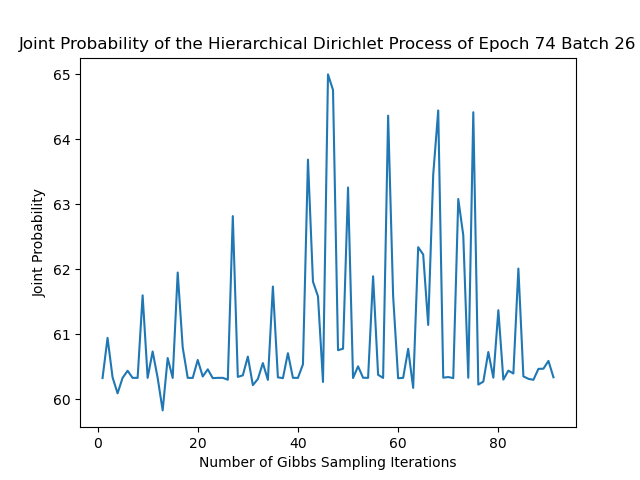 Joint Probability of the Hierarchical Dirichlet Process of Epoch 74 Batch 26
65
64
63
62
61
60
Joint Probability
0 20 40 60 80
Number of Gibbs Sampling Iterations